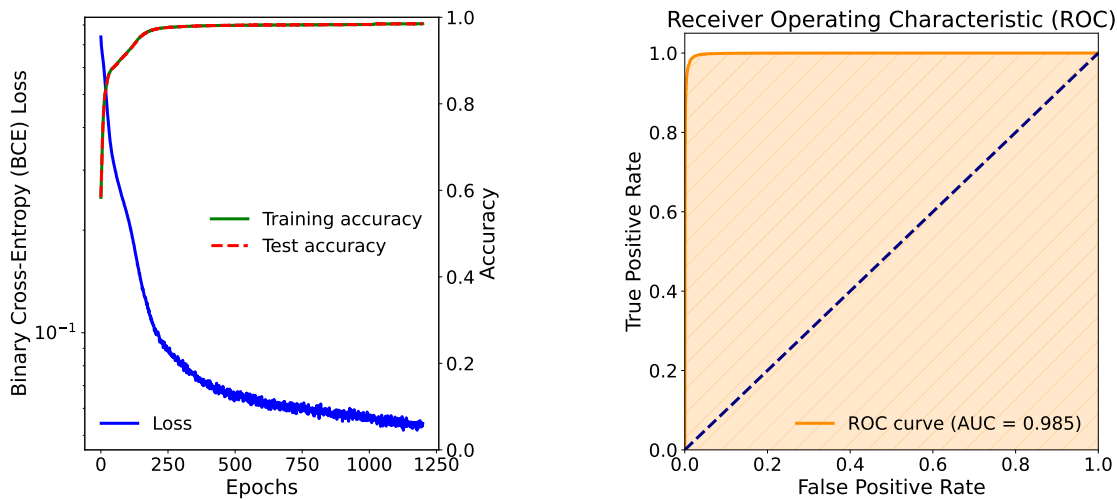 Binary Cross-Entropy (BCE) Loss
10⁻¹
Training accuracy
Test accuracy
Loss
0 250 500 750 1000 1250
Epochs
1.0
0.8
0.6
0.4
0.2
0.0
Accuracy
Receiver Operating Characteristic (ROC)
True Positive Rate
1.0
0.8
0.6
0.4
0.2
0.0
ROC curve (AUC = 0.985)
0.0 0.2 0.4 0.6 0.8 1.0
False Positive Rate